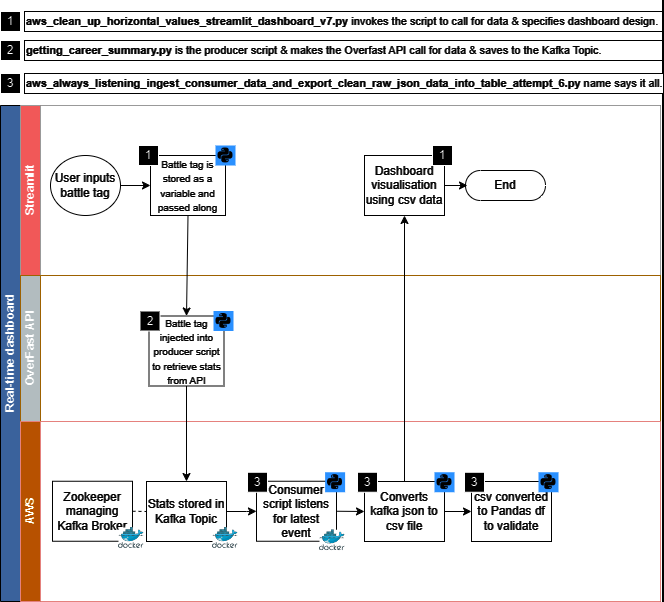 1 aws_clean_up_horizontal_values_streamlit_dashboard_v7.py invokes the script to call for data & specifies dashboard design.
2 getting_career_summary.py is the producer script & makes the Overfast API call for data & saves to the Kafka Topic.
3 aws_always_listening_ingest_consumer_data_and_export_clean_raw_json_data_into_table_attempt_6.py name says it all.
Real-time dashboard
Streamlit
User inputs
battle tag
1
Battle tag is
stored as a
variable and
passed along
1
Dashboard
visualisation
using csv data
End
OverFast API
2
Battle tag
injected into
producer script
to retrieve stats
from API
AWS
Zookeeper
managing
Kafka Broker
docker
Stats stored in
Kafka Topic
docker
3
Consumer
script listens
for latest
event
docker
3
Converts
kafka json to
csv file
3
csv converted
to Pandas df
to validate